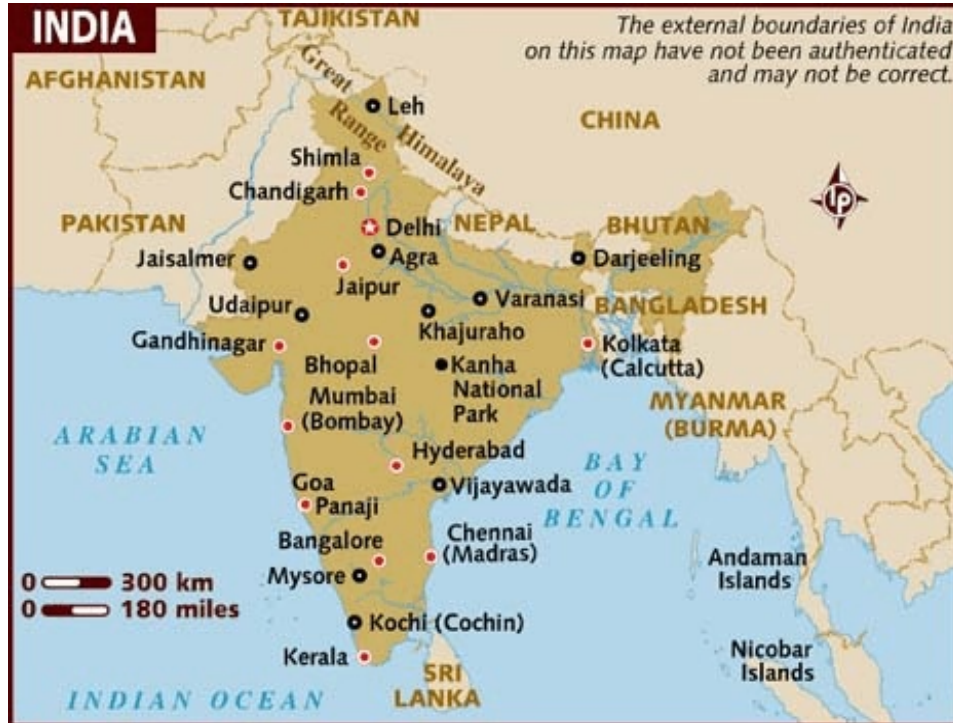 INDIA
TAJIKISTAN
The external boundaries of India
on this map have not been authenticated
and may not be correct.
AFGHANISTAN
Great
Himalaya
Range
Leh
CHINA
Shimla
Chandigarh
lp
PAKISTAN
Delhi
NEPAL
BHUTAN
Jaisalmer
Agra
Darjeeling
Jaipur
Udaipur
Varanasi
BANGLADESH
Khajuraho
Gandhinagar
Bhopal
Kanha
National
Park
Kolkata
(Calcutta)
Mumbai
(Bombay)
MYANMAR
(BURMA)
ARABIAN
SEA
Hyderabad
BAY
OF
BENGAL
Vijayawada
Goa
Panaji
Bangalore
Chennai
(Madras)
Mysore
Andaman
Islands
0 300 km
0 180 miles
Kochi (Cochin)
Kerala
SRI
LANKA
Nicobar
Islands
INDIAN OCEAN